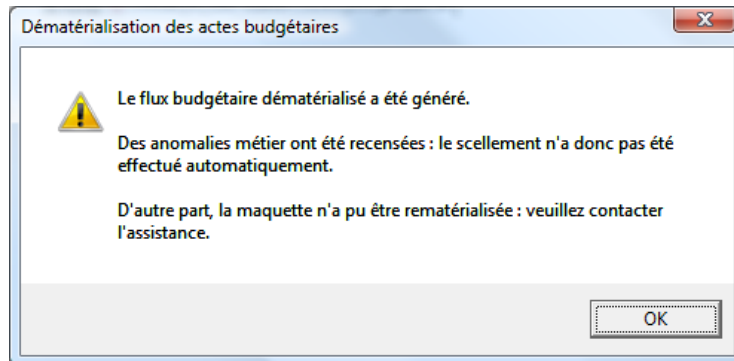 Dématérialisation des actes budgétaires
Le flux budgétaire dématérialisé a été généré.
Des anomalies métier ont été recensées : le scellement n'a donc pas été
effectué automatiquement.
D'autre part, la maquette n'a pu être rematérialisée : veuillez contacter
l'assistance.
OK